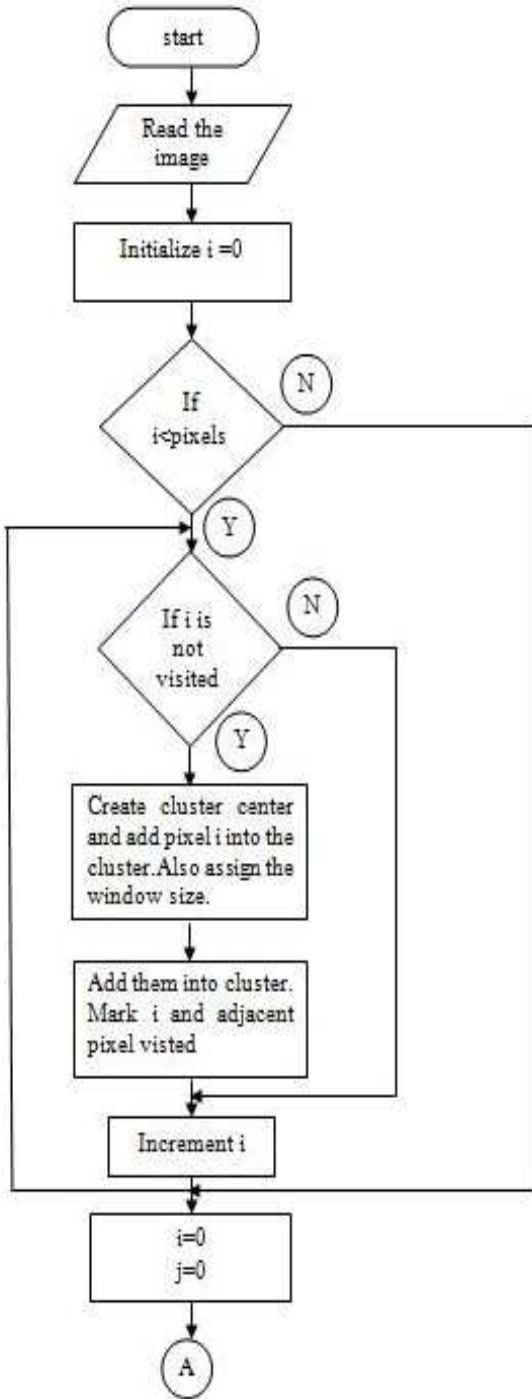 start
Read the
image
Initialize i =0
N
If
i<pixels
Y
N
If i is
not
visited
Y
Create cluster center
and add pixel i into the
cluster.Also assign the
window size.
Add them into cluster.
Mark i and adjacent
pixel visted
Increment i
i=0
j=0
A